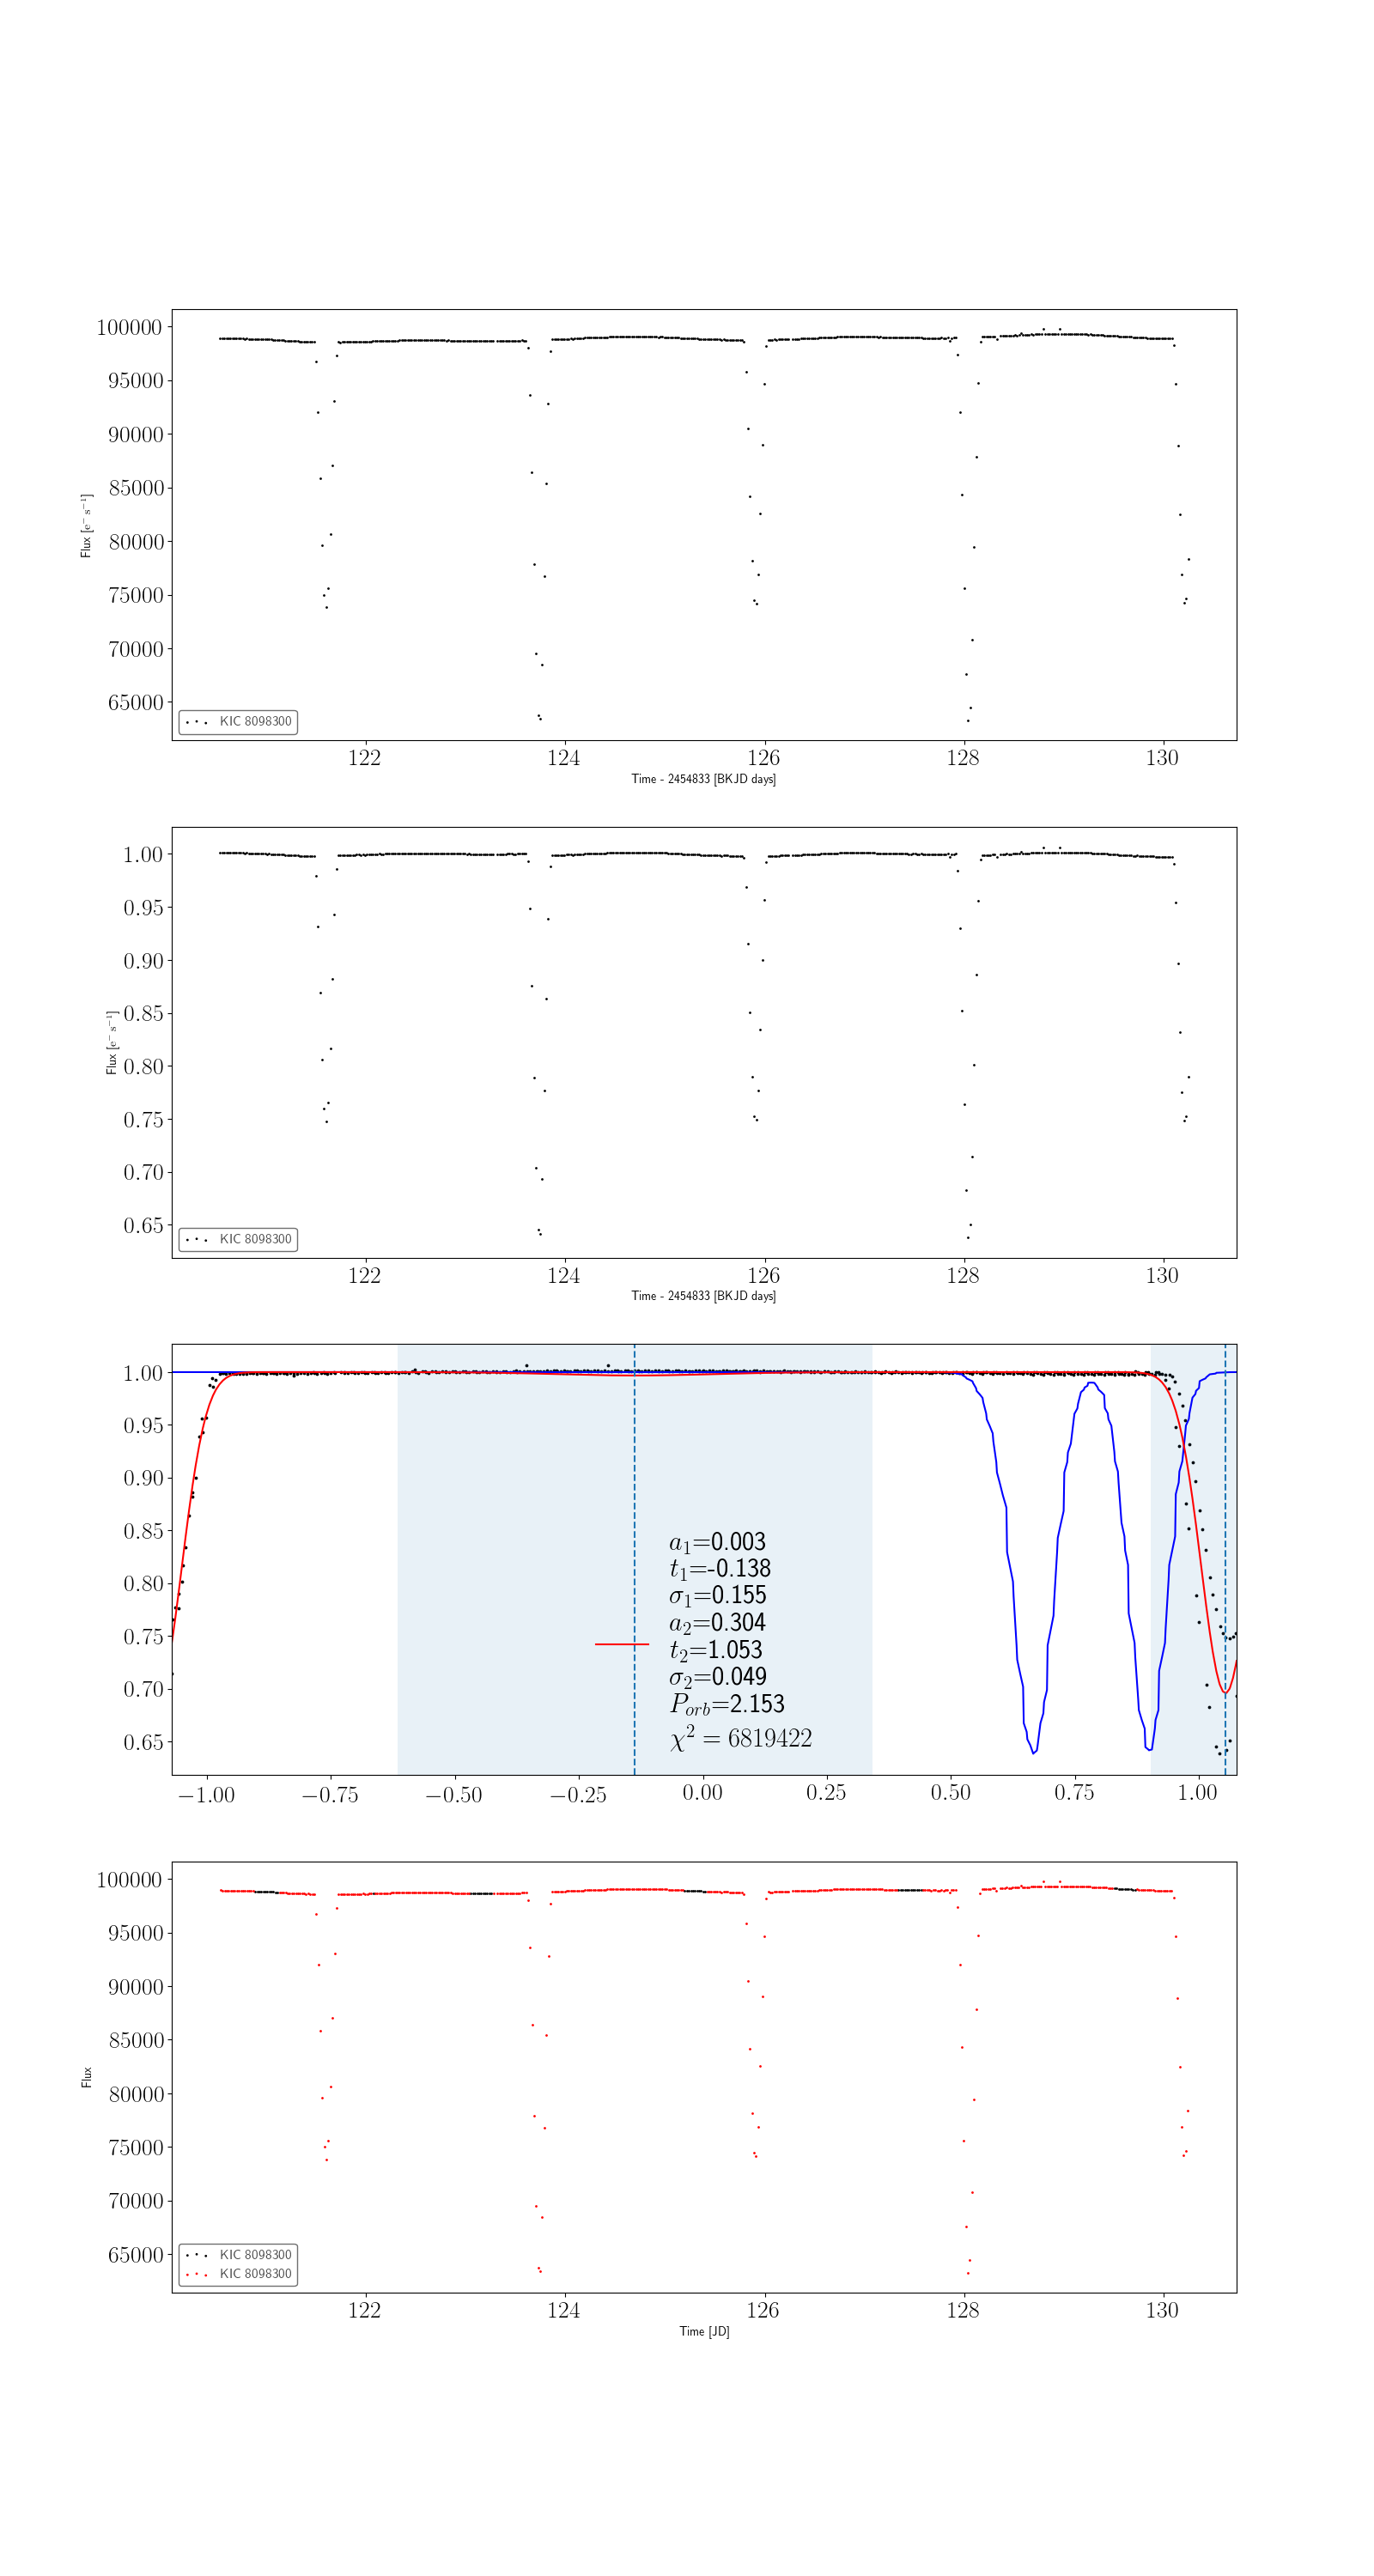 100000
95000
90000
85000
80000
75000
70000
65000
Flux [e⁻ s⁻¹]
KIC 8098300
122 124 126 128 130
Time - 2454833 [BKJD days]
1.00
0.95
0.90
0.85
0.80
0.75
0.70
0.65
Flux [e⁻ s⁻¹]
KIC 8098300
122 124 126 128 130
Time - 2454833 [BKJD days]
1.00
0.95
0.90
0.85
0.80
0.75
0.70
0.65
a₁=0.003
t₁=-0.138
σ₁=0.155
a₂=0.304
t₂=1.053
σ₂=0.049
P_orb=2.153
χ² = 6819422
−1.00 −0.75 −0.50 −0.25 0.00 0.25 0.50 0.75 1.00
100000
95000
90000
85000
80000
75000
70000
65000
Flux
KIC 8098300
KIC 8098300
122 124 126 128 130
Time [JD]